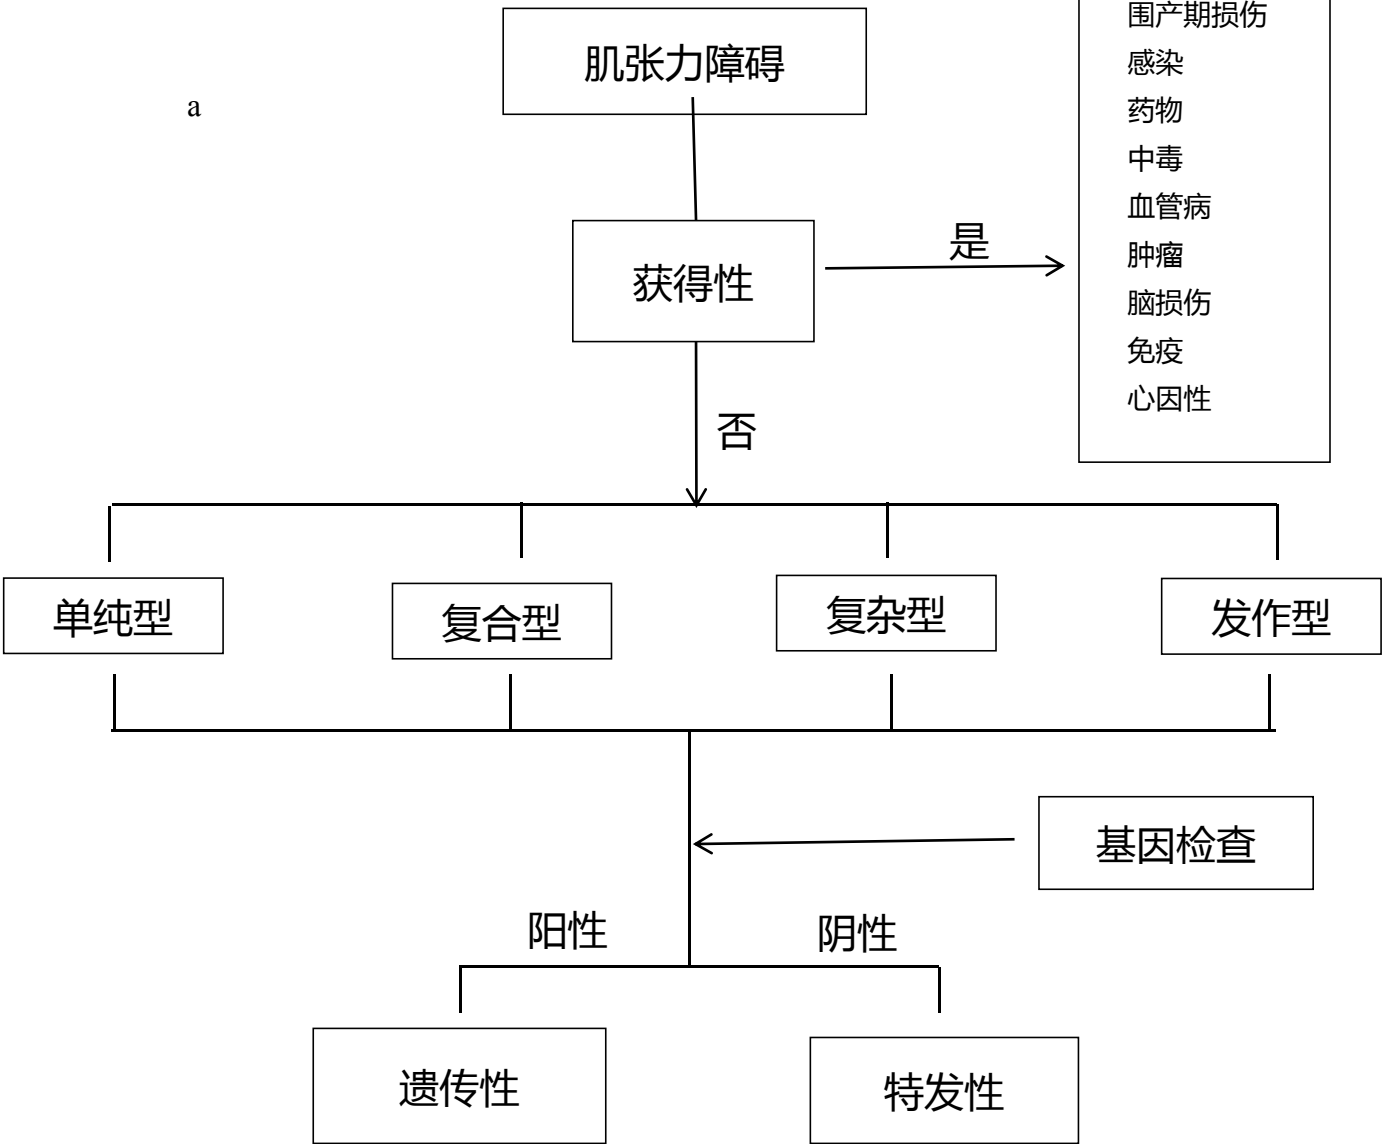 围产期损伤
肌张力障碍
感染
a
药物
中毒
血管病
是
肿瘤
获得性
脑损伤
免疫
心因性
否
单纯型
复合型
复杂型
发作型
基因检查
阳性
阴性
遗传性
特发性